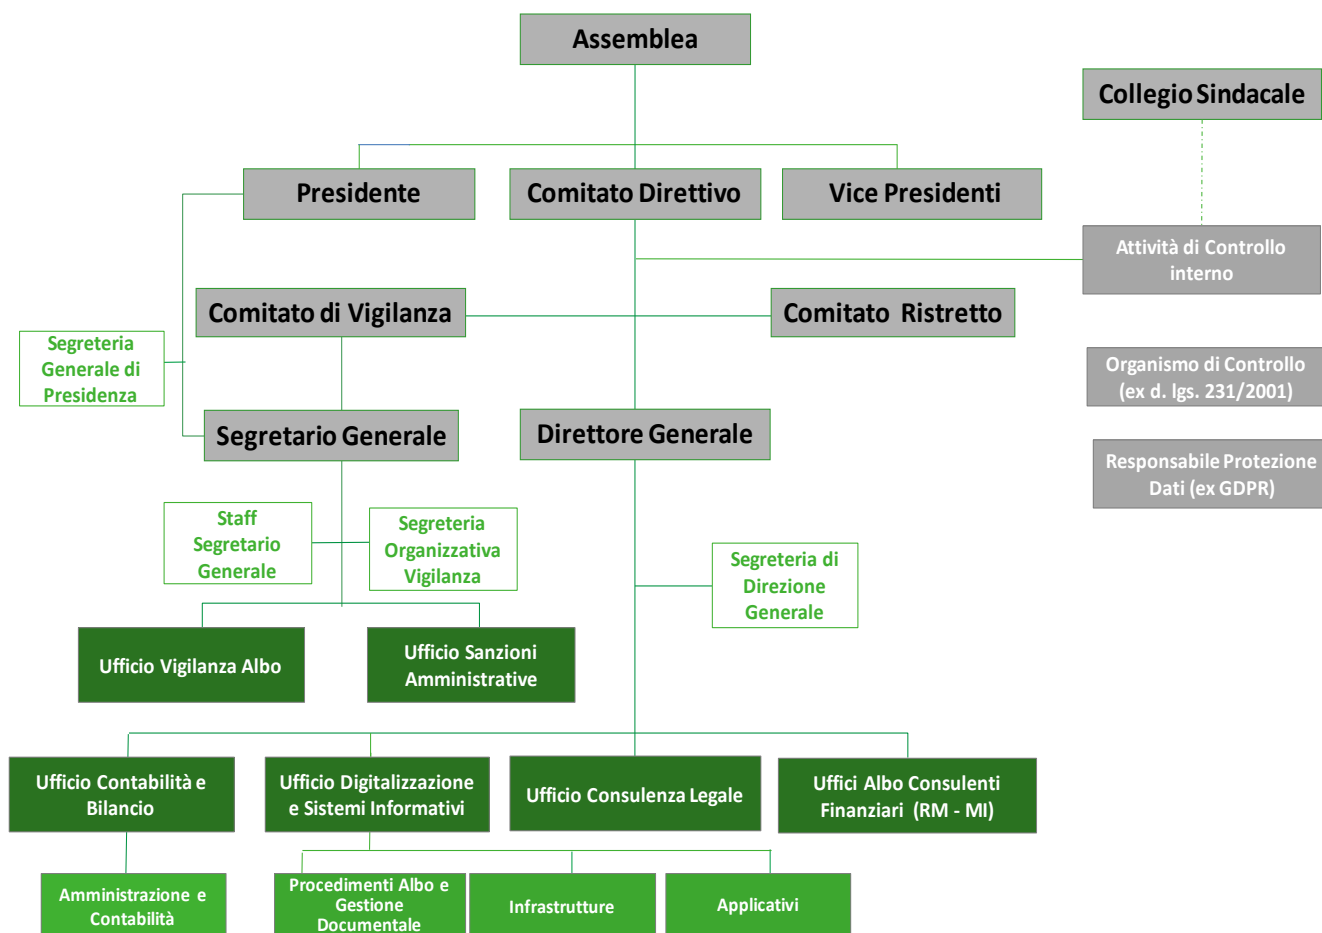 Assemblea
Collegio Sindacale
Presidente
Comitato Direttivo
Vice Presidenti
Attività di Controllo
interno
Comitato di Vigilanza
Comitato Ristretto
Segreteria
Generale di
Presidenza
Organismo di Controllo
(ex d. lgs. 231/2001)
Segretario Generale
Direttore Generale
Responsabile Protezione
Dati (ex GDPR)
Staff
Segretario
Generale
Segreteria
Organizzativa
Vigilanza
Segreteria di
Direzione
Generale
Ufficio Vigilanza Albo
Ufficio Sanzioni
Amministrative
Ufficio Contabilità e
Bilancio
Ufficio Digitalizzazione
e Sistemi Informativi
Ufficio Consulenza Legale
Uffici Albo Consulenti
Finanziari (RM - MI)
Amministrazione e
Contabilità
Procedimenti Albo e
Gestione
Documentale
Infrastrutture
Applicativi